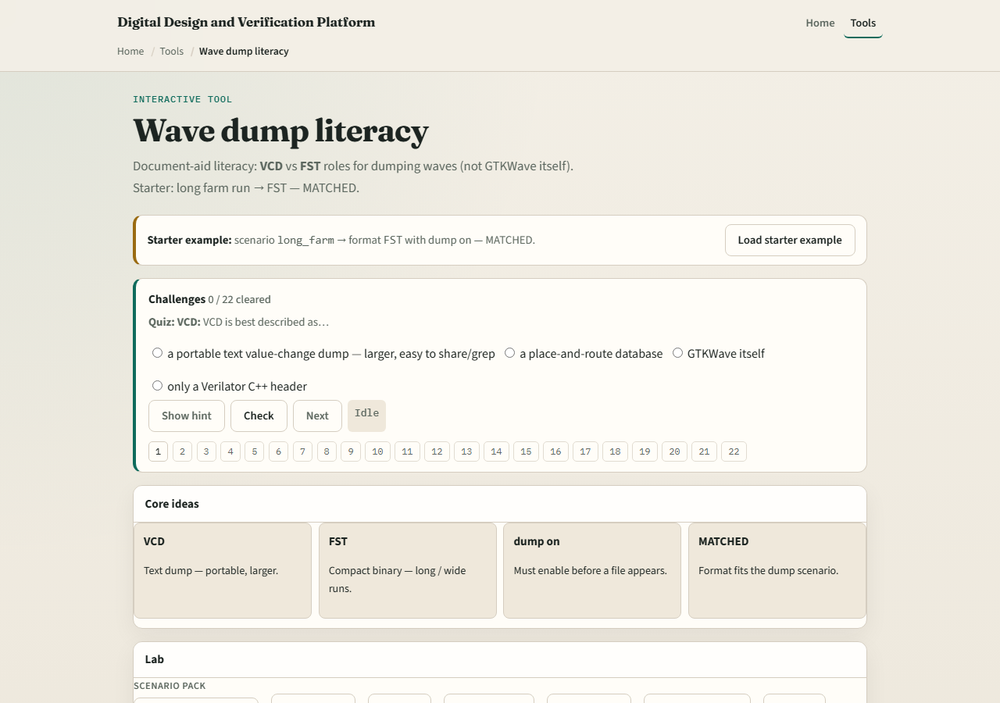 Digital Design and Verification Platform
Home
Tools
Home / Tools / Wave dump literacy
INTERACTIVE TOOL
Wave dump literacy
Document-aid literacy: VCD vs FST roles for dumping waves (not GTKWave itself).
Starter: long farm run → FST — MATCHED.
Starter example: scenario long_farm → format FST with dump on — MATCHED.
Load starter example
Challenges 0 / 22 cleared
Quiz: VCD: VCD is best described as…
a portable text value-change dump — larger, easy to share/grep
a place-and-route database
GTKWave itself
only a Verilator C++ header
Show hint
Check
Next
Idle
1 2 3 4 5 6 7 8 9 10 11 12 13 14 15 16 17 18 19 20 21 22
Core ideas
VCD
Text dump — portable, larger.
FST
Compact binary — long / wide
runs.
dump on
Must enable before a file appears.
MATCHED
Format fits the dump scenario.
Lab
SCENARIO PACK